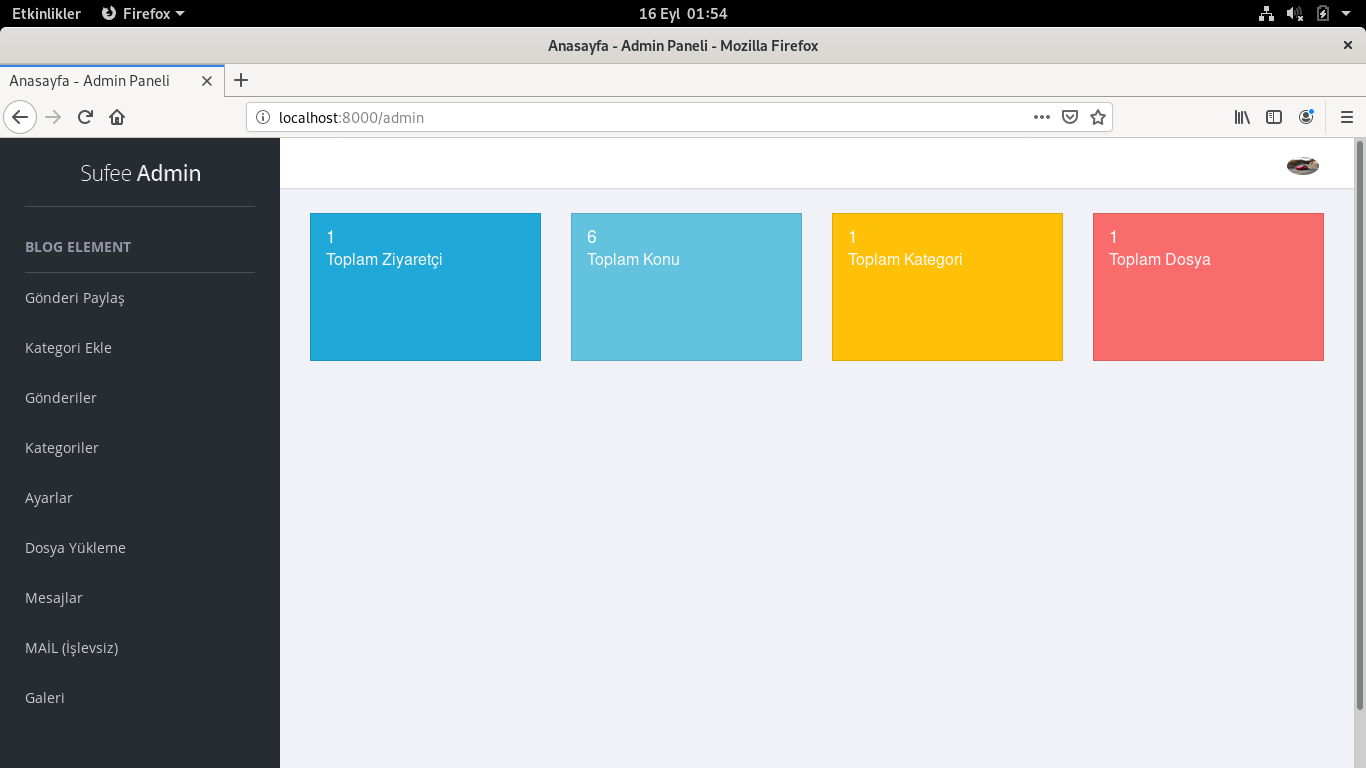 Etkinlikler Firefox 16 Eyl 01:54
Anasayfa - Admin Paneli - Mozilla Firefox
Anasayfa - Admin Paneli
localhost:8000/admin
Sufee Admin
BLOG ELEMENT
Gönderi Paylaş
Kategori Ekle
Gönderiler
Kategoriler
Ayarlar
Dosya Yükleme
Mesajlar
MAİL (İşlevsiz)
Galeri
1
Toplam Ziyaretçi
6
Toplam Konu
1
Toplam Kategori
1
Toplam Dosya